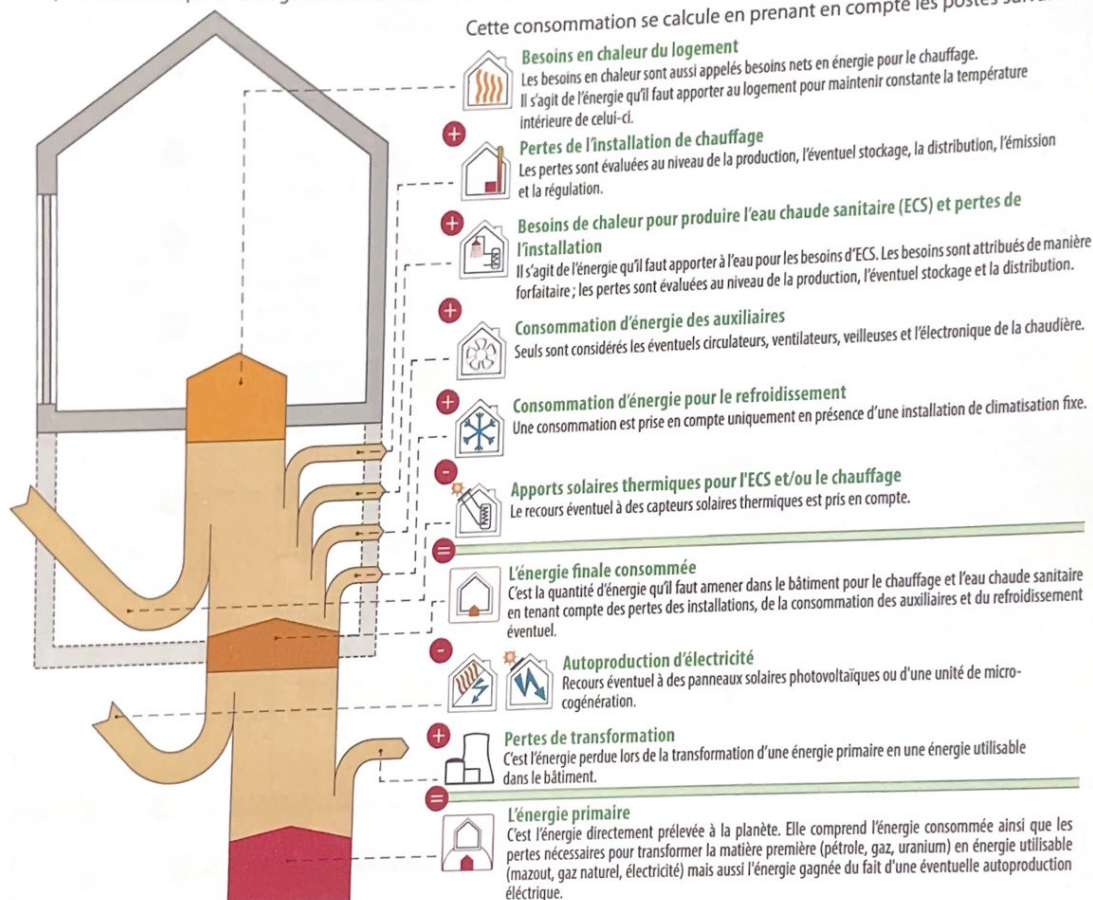 Cette consommation se calcule en prenant en compte les postes
Besoins en chaleur du logement
Les besoins en chaleur sont aussi appelés besoins nets en énergie pour le chauffage.
Il s'agit de l'énergie qu'il faut apporter au logement pour maintenir constante la température
intérieure de celui-ci.
+
Pertes de l'installation de chauffage
Les pertes sont évaluées au niveau de la production, l'éventuel stockage, la distribution, l'émission
et la régulation.
+
Besoins de chaleur pour produire l'eau chaude sanitaire (ECS) et pertes de
l'installation
Il s'agit de l'énergie qu'il faut apporter à l'eau pour les besoins d'ECS. Les besoins sont attribués de manière
forfaitaire ; les pertes sont évaluées au niveau de la production, l'éventuel stockage et la distribution.
+
Consommation d'énergie des auxiliaires
Seuls sont considérés les éventuels circulateurs, ventilateurs, veilleuses et l'électronique de la chaudière.
+
Consommation d'énergie pour le refroidissement
Une consommation est prise en compte uniquement en présence d'une installation de climatisation fixe.
-
Apports solaires thermiques pour l'ECS et/ou le chauffage
Le recours éventuel à des capteurs solaires thermiques est pris en compte.
=
L'énergie finale consommée
C'est la quantité d'énergie qu'il faut amener dans le bâtiment pour le chauffage et l'eau chaude sanitaire
en tenant compte des pertes des installations, de la consommation des auxiliaires et du refroidissement
éventuel.
-
Autoproduction d'électricité
Recours éventuel à des panneaux solaires photovoltaïques ou d'une unité de micro-
cogénération.
+
Pertes de transformation
C'est l'énergie perdue lors de la transformation d'une énergie primaire en une énergie utilisable
dans le bâtiment.
=
L'énergie primaire
C'est l'énergie directement prélevée à la planète. Elle comprend l'énergie consommée ainsi que les
pertes nécessaires pour transformer la matière première (pétrole, gaz, uranium) en énergie utilisable
(mazout, gaz naturel, électricité) mais aussi l'énergie gagnée du fait d'une éventuelle autoproduction
éléctrique.